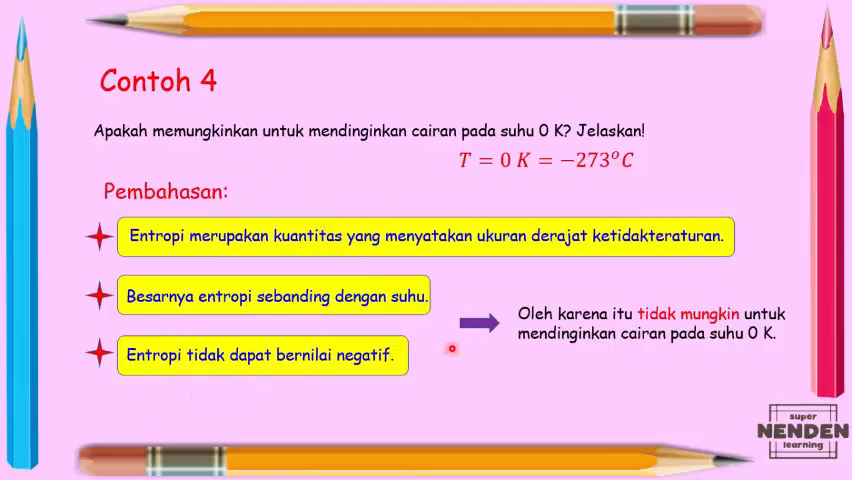 Contoh 4
Apakah memungkinkan untuk mendinginkan cairan pada suhu 0 K? Jelaskan!
T = 0 K = −273°C
Pembahasan:
Entropi merupakan kuantitas yang menyatakan ukuran derajat ketidakteraturan.
Besarnya entropi sebanding dengan suhu.
Entropi tidak dapat bernilai negatif.
Oleh karena itu tidak mungkin untuk
mendinginkan cairan pada suhu 0 K.
super
NENDEN
learning